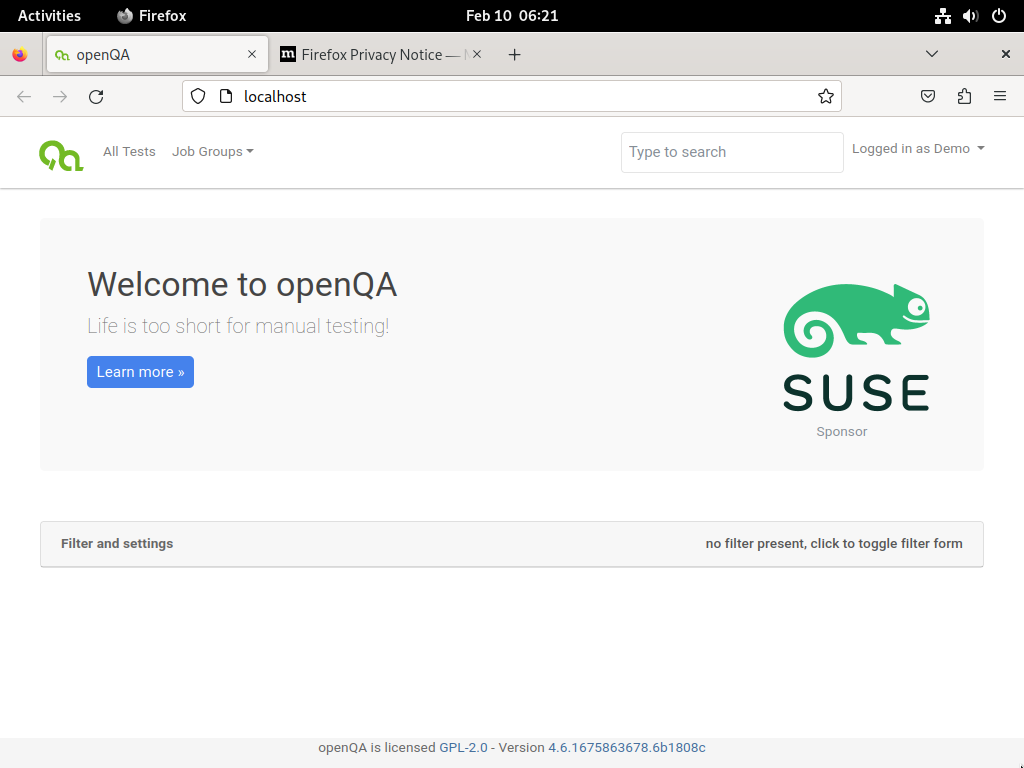 Activities Firefox Feb 10 06:21
openQA Firefox Privacy Notice —
localhost
All Tests Job Groups Type to search Logged in as Demo
Welcome to openQA
Life is too short for manual testing!
Learn more »
SUSE
Sponsor
Filter and settings no filter present, click to toggle filter form
openQA is licensed GPL-2.0 - Version 4.6.1675863678.6b1808c